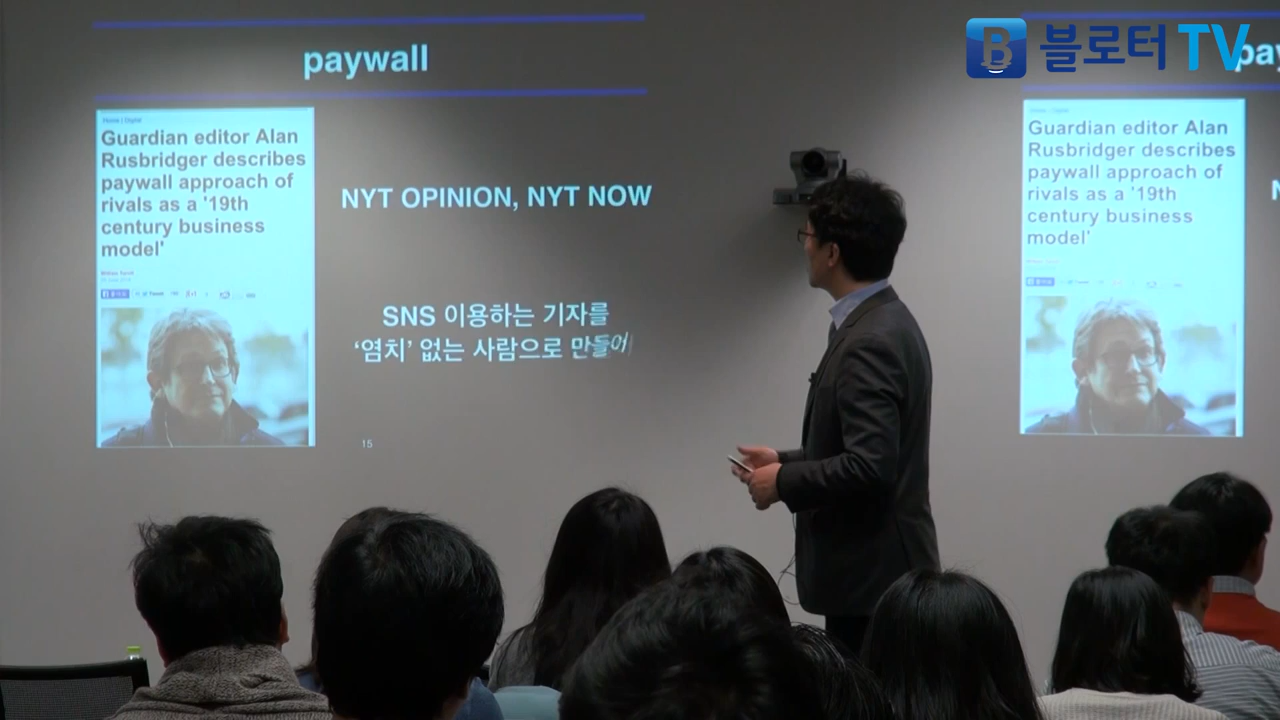 paywall
Home | Digital
Guardian editor Alan
Rusbridger describes
paywall approach of
rivals as a '19th
century business
model'
NYT OPINION, NYT NOW
SNS 이용하는 기자를
‘염치’ 없는 사람으로 만들어
15
B 블로터 TV
pay
Guardian editor Alan
Rusbridger describes
paywall approach of
rivals as a '19th
century business
model'
N